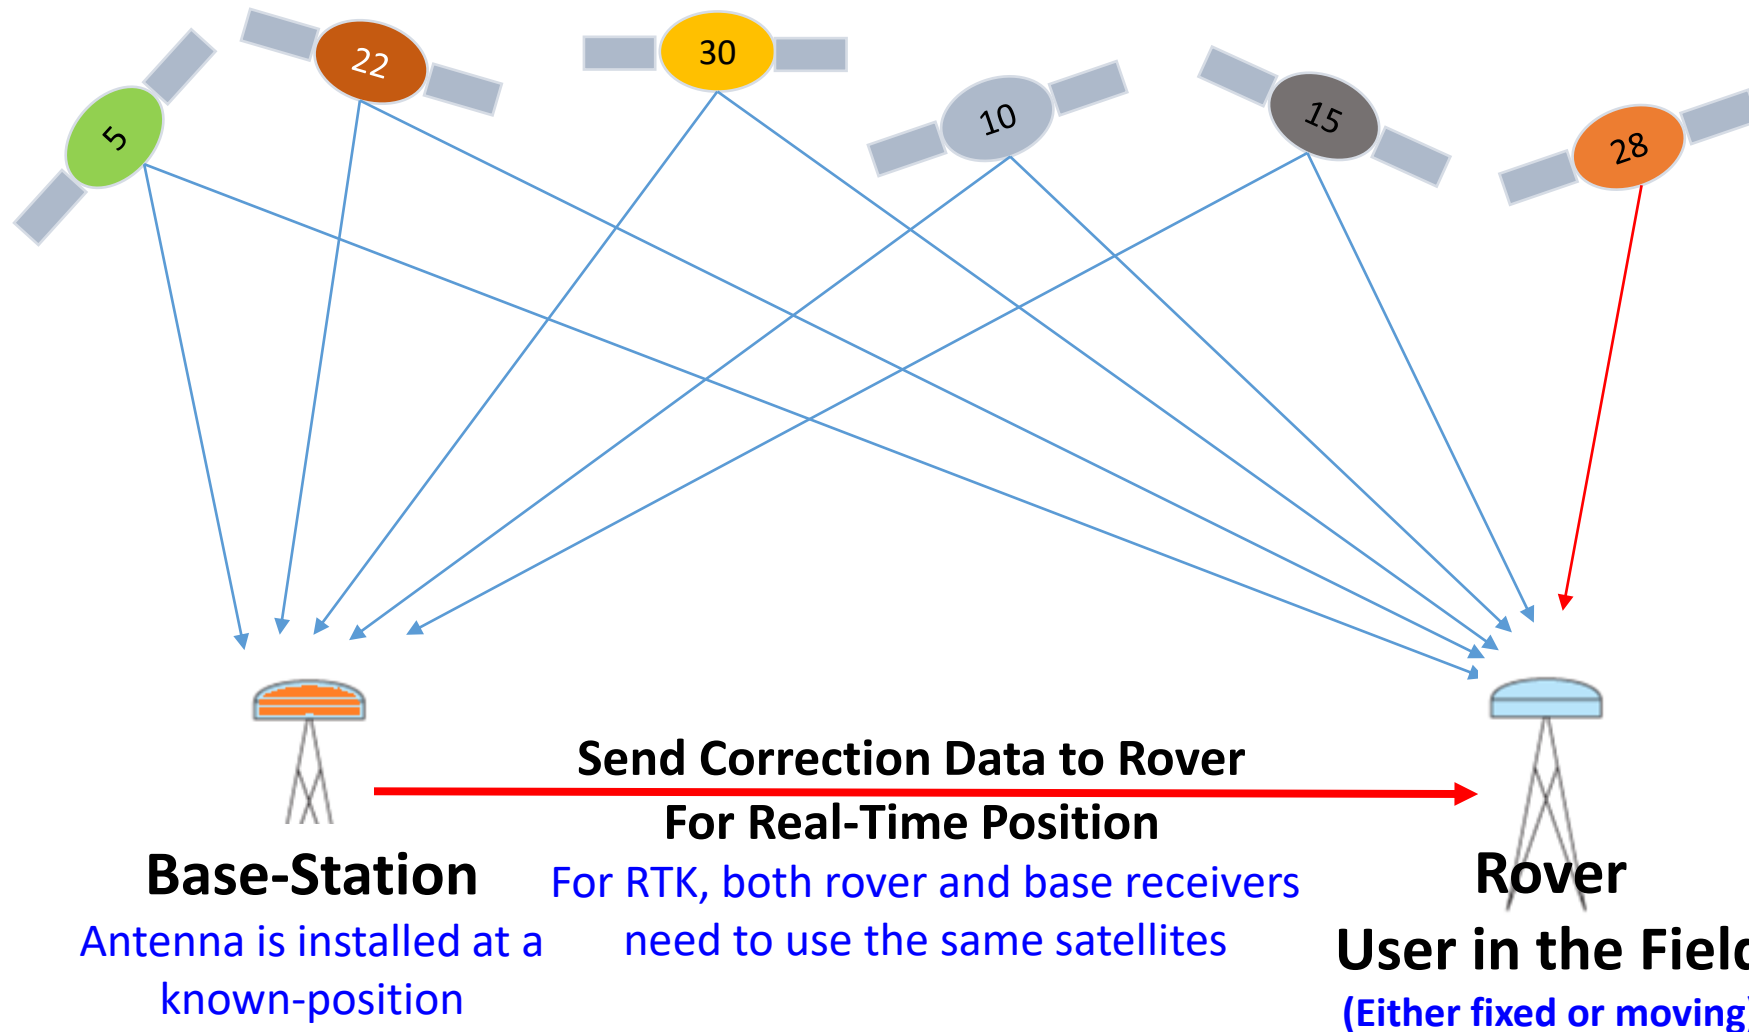 5
22
30
10
15
28
Send Correction Data to Rover
For Real-Time Position
Base-Station
For RTK, both rover and base receivers
need to use the same satellites
Antenna is installed at a
known-position
Rover
User in the Field
(Either fixed or moving)